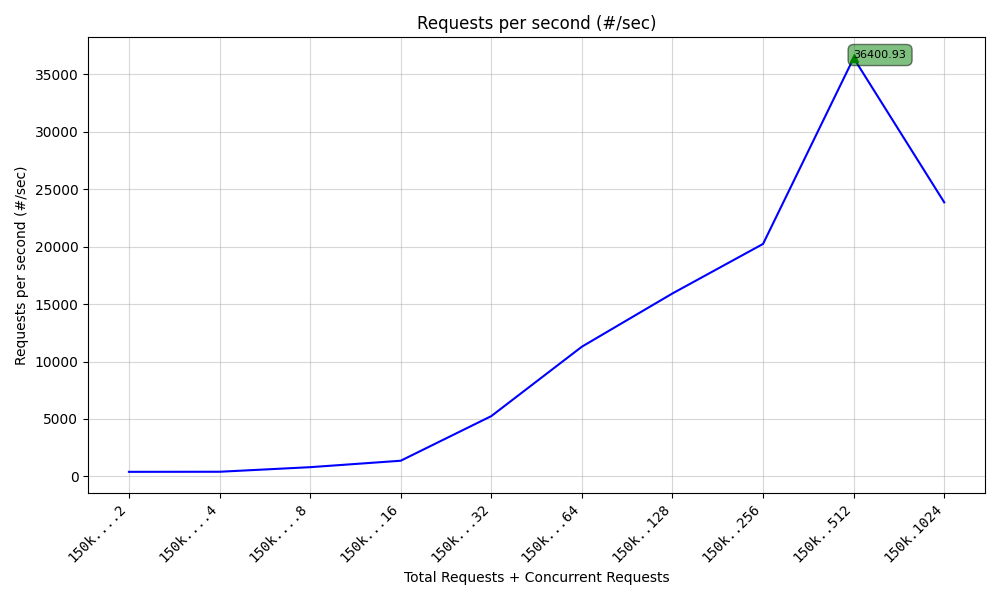 Requests per second (#/sec)
36400.93
Requests per second (#/sec)
35000
30000
25000
20000
15000
10000
5000
0
150k....2
150k....4
150k....8
150k...16
150k...32
150k...64
150k..128
150k..256
150k..512
150k.1024
Total Requests + Concurrent Requests